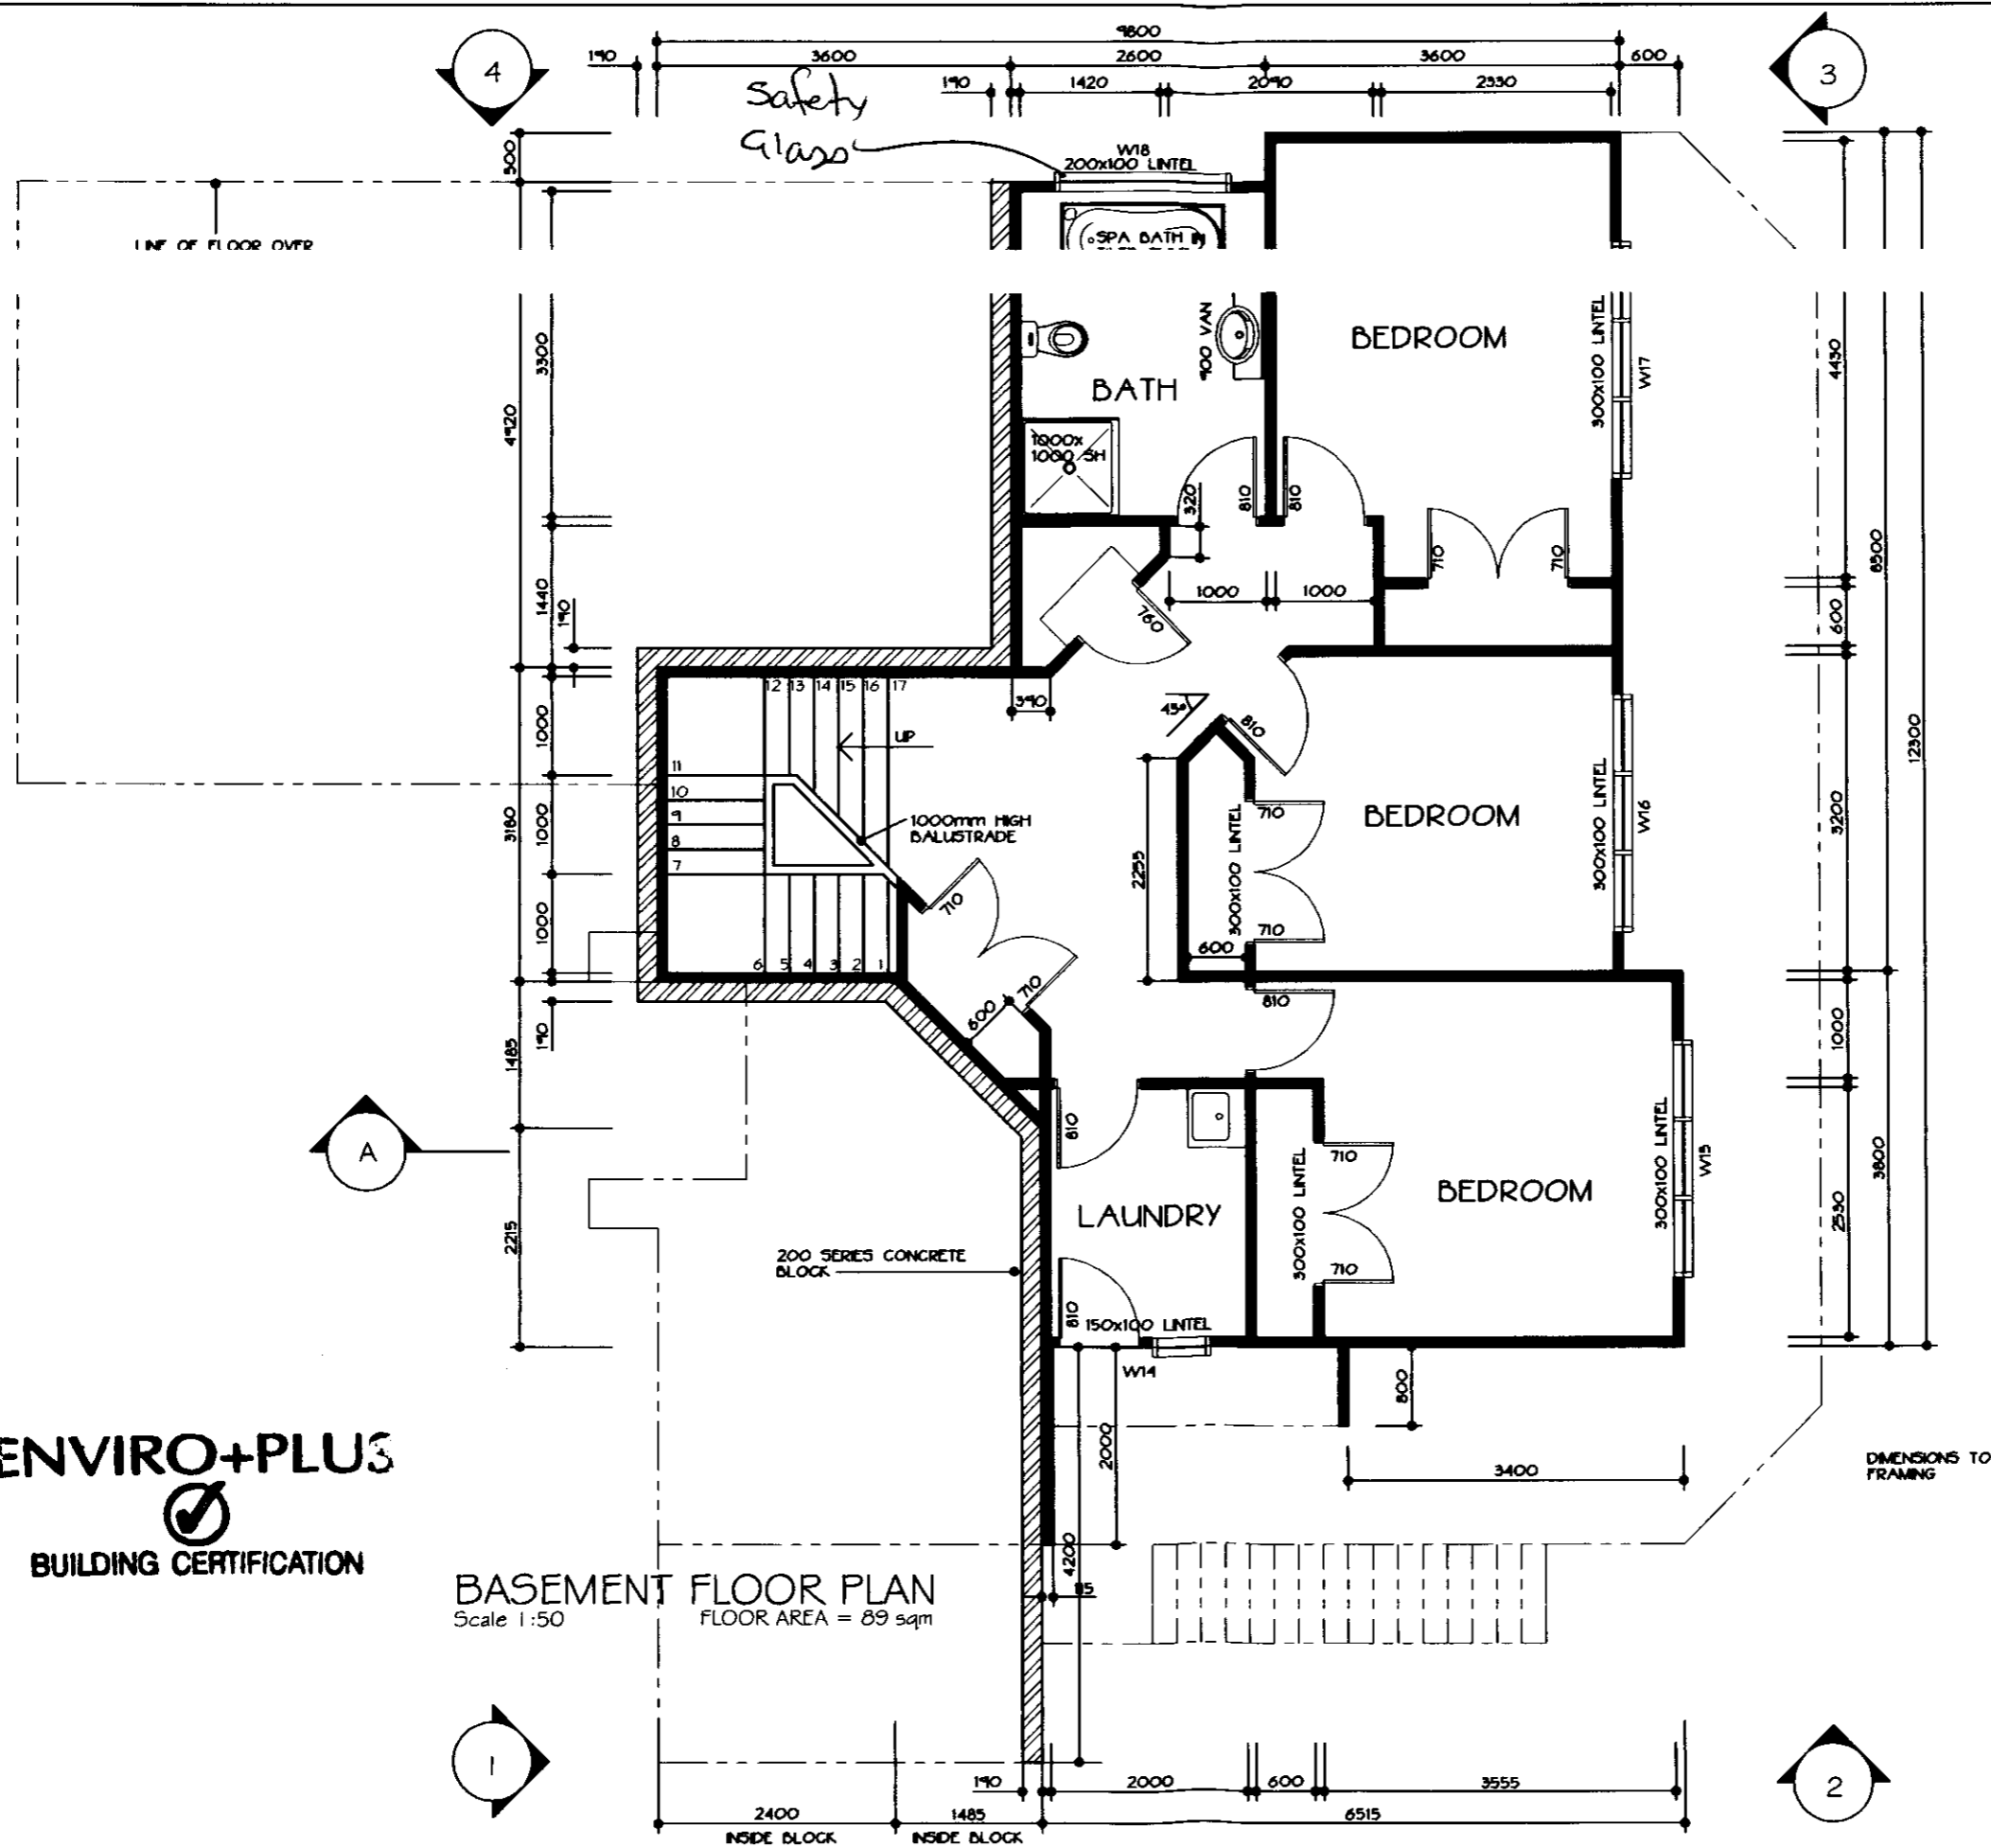 9800
190 3600 2600 3600 600
190 1420 2090 2330
4
3
Safety
Glass
W18
200x100 LINTEL
500
LINE OF FLOOR OVER
SPA BATH IN
3300
4920
900 VAN
BATH
BEDROOM
300x100 LINTEL
W17
4430
8500
12300
1000x
1000 SH
320
810
810
710
710
1440
190
1000
1000
760
600
390
45°
810
12 13 14 15 16 17
UP
11
10
9
8
7
1000mm HIGH
BALUSTRADE
6 5 4 3 2 1
1000
1000
1000
3180
2255
300x100 LINTEL
710
710
600
BEDROOM
300x100 LINTEL
W16
3200
710
710
600
810
190
1485
1000
A
2215
810
LAUNDRY
300x100 LINTEL
710
710
BEDROOM
300x100 LINTEL
W15
2530
3800
200 SERIES CONCRETE
BLOCK
810
150x100 LINTEL
W14
800
2000
4200
3400
DIMENSIONS TO
FRAMING
ENVIRO+PLUS
BUILDING CERTIFICATION
BASEMENT FLOOR PLAN
Scale 1:50 FLOOR AREA = 89 sqm
1
2
190 2000 600 3555
2400 1485 6515
INSIDE BLOCK INSIDE BLOCK